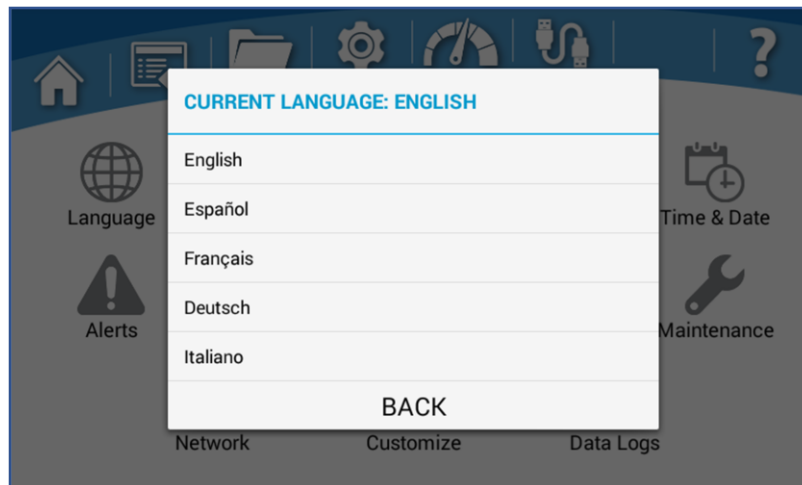 CURRENT LANGUAGE: ENGLISH
English
Español
Français
Deutsch
Italiano
BACK
Language
Time & Date
Alerts
Maintenance
Network
Customize
Data Logs